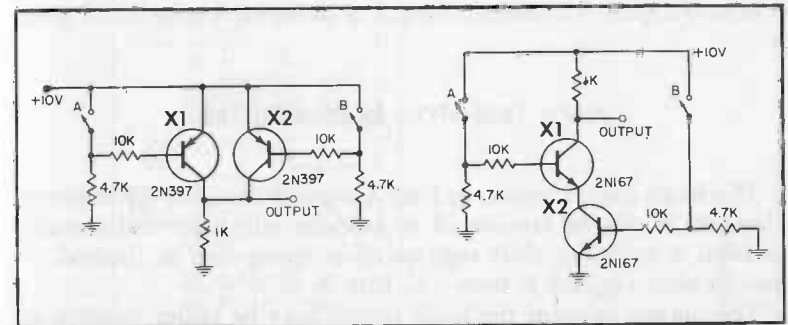 +10V
A
B
X1
X2
10K
10K
2N397
2N397
4.7K
4.7K
OUTPUT
1K
+10V
1K
A
B
OUTPUT
X1
10K
4.7K
2N167
X2
10K
4.7K
2N167